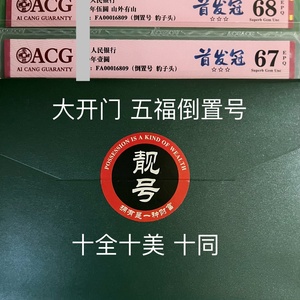 ACG
AI CANG GUARANTY
人民银行
年伍圆 山外有山
: FA00016809 (倒置号 豹子头)
首发冠
68 EPQ
Superb Gem Unc
ACG
AI CANG GUARANTY
人民银行
年壹圆
: FA00016809 (倒置号 豹子头)
首发冠
☆☆☆
67 EPQ
Superb Gem Unc
大开门 五福倒置号
POSSESSION IS A KIND OF WEALTH
靓号
拥有是一种财富
十全十美 十同